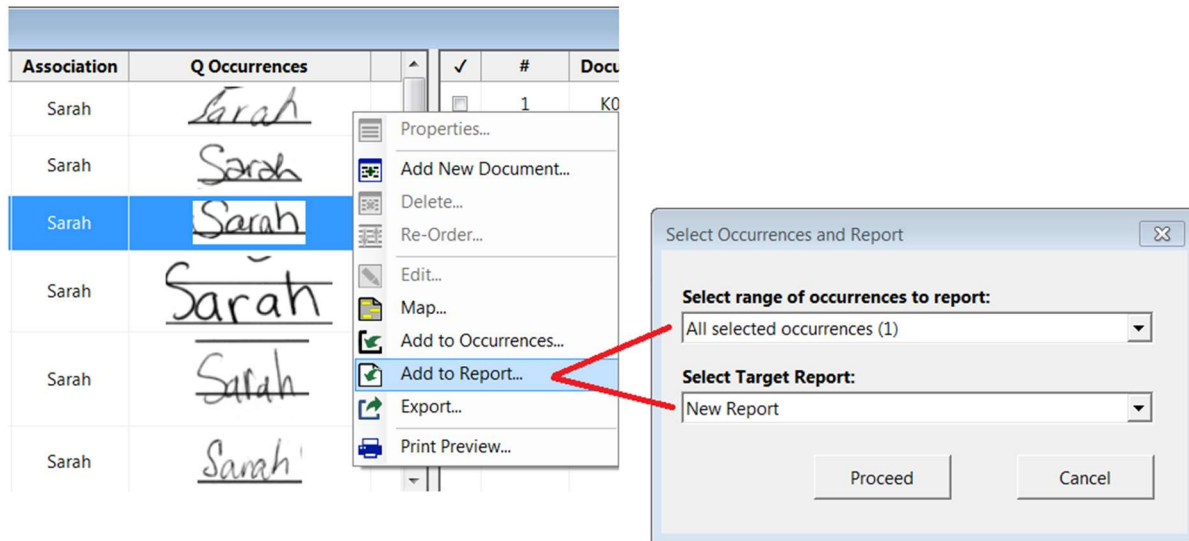 Association Q Occurrences ✓ # Docu
Sarah Sarah 1 K0
Sarah Sarah
Sarah Sarah
Sarah Sarah
Sarah Sarah
Sarah Sarah
Properties...
Add New Document...
Delete...
Re-Order...
Edit...
Map...
Add to Occurrences...
Add to Report...
Export...
Print Preview...
Select Occurrences and Report
Select range of occurrences to report:
All selected occurrences (1)
Select Target Report:
New Report
Proceed Cancel